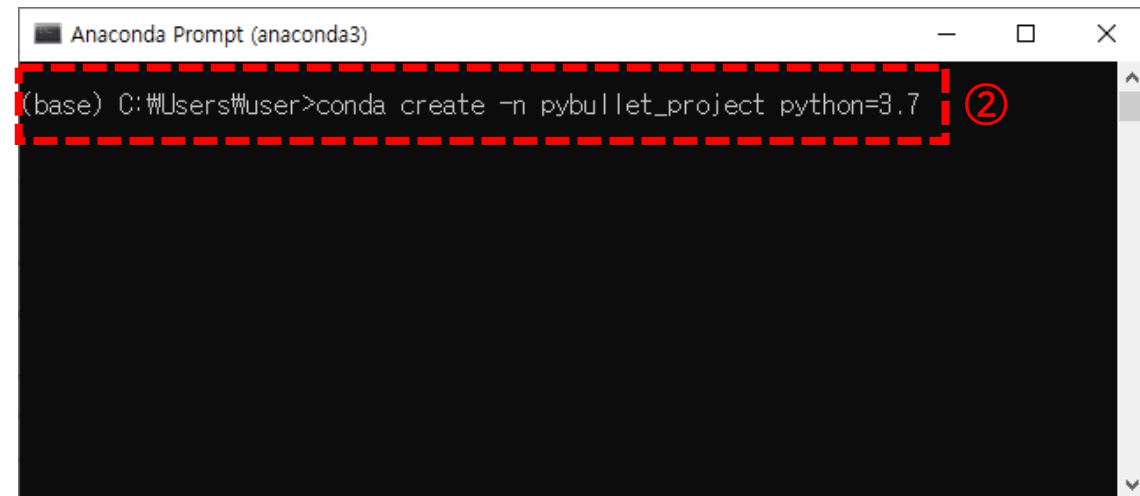 Anaconda Prompt (anaconda3)
(base) C:₩Users₩user>conda create -n pybullet_project python=3.7
②